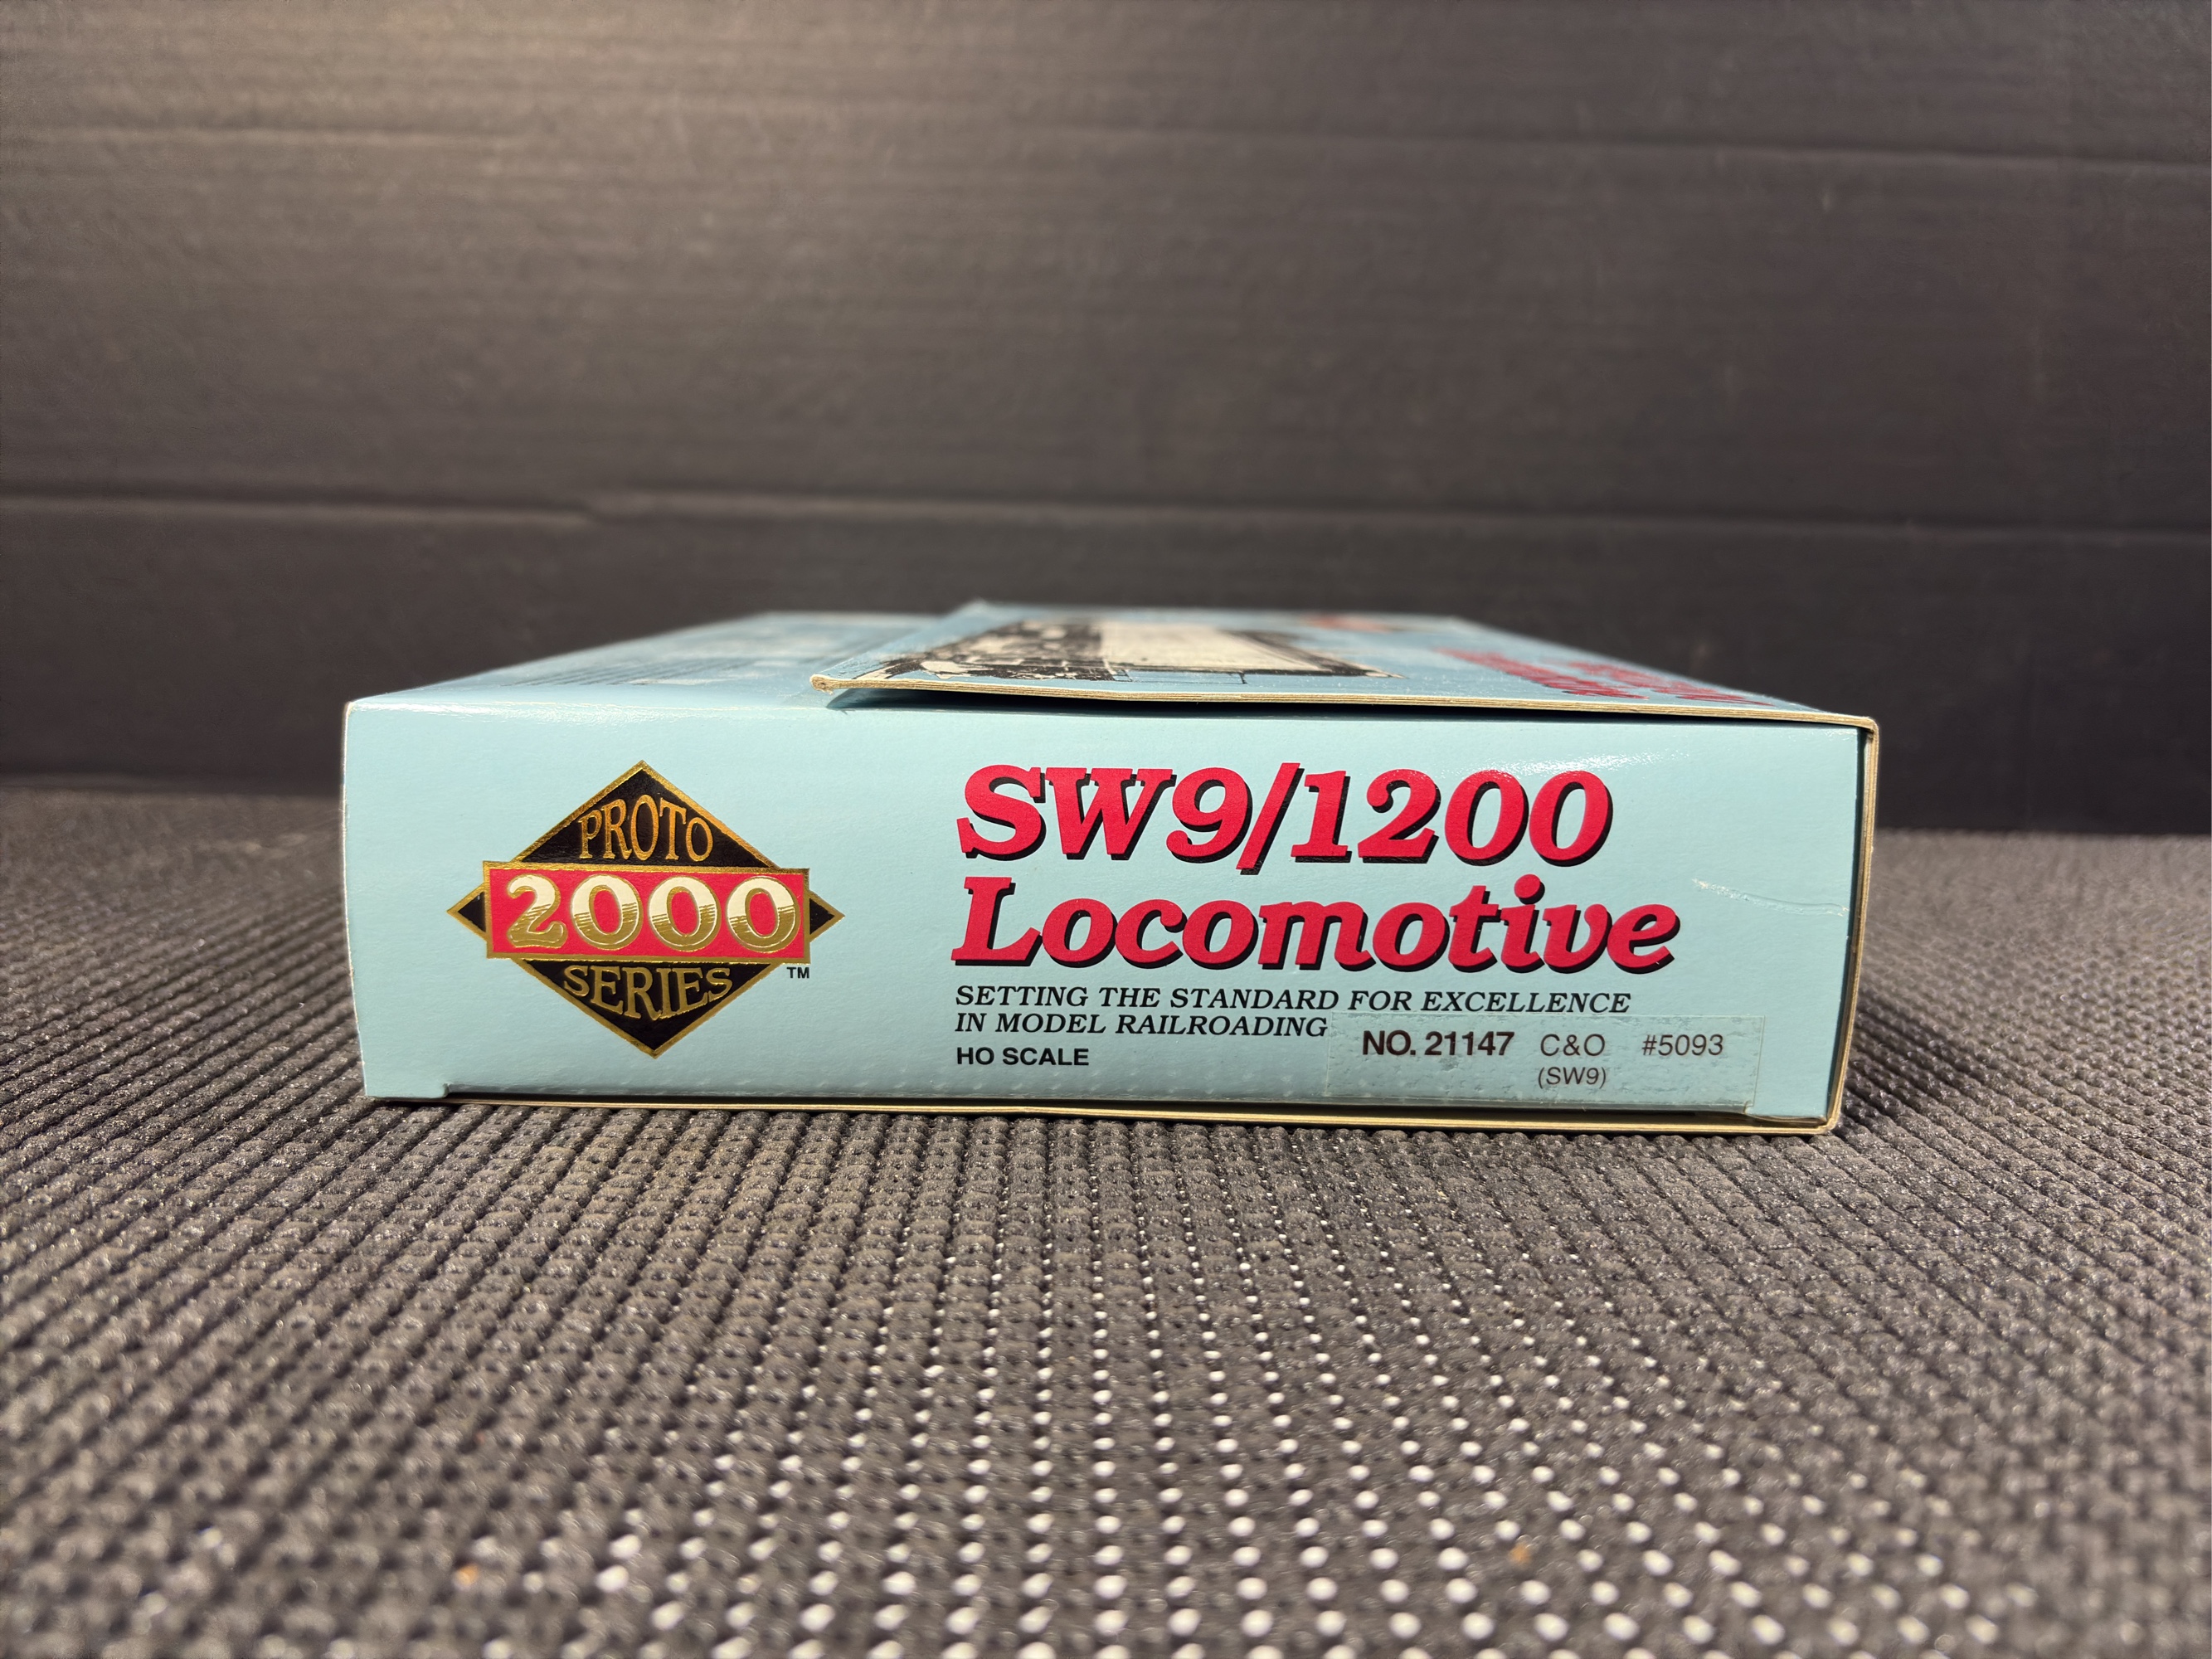 PROTO
2000
SERIES
TM
SW9/1200
Locomotive
SETTING THE STANDARD FOR EXCELLENCE
IN MODEL RAILROADING
HO SCALE
NO. 21147 C&O #5093
(SW9)